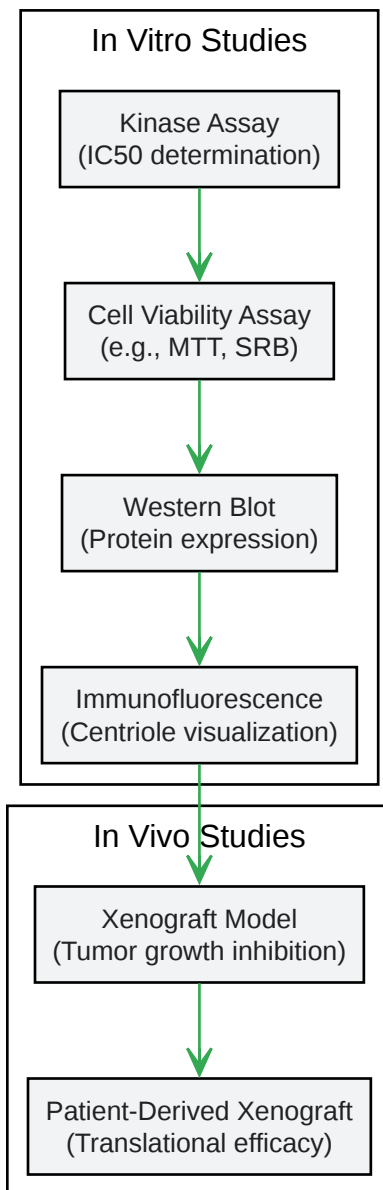 In Vitro Studies
Kinase Assay
(IC50 determination)
Cell Viability Assay
(e.g., MTT, SRB)
Western Blot
(Protein expression)
Immunofluorescence
(Centriole visualization)
In Vivo Studies
Xenograft Model
(Tumor growth inhibition)
Patient-Derived Xenograft
(Translational efficacy)